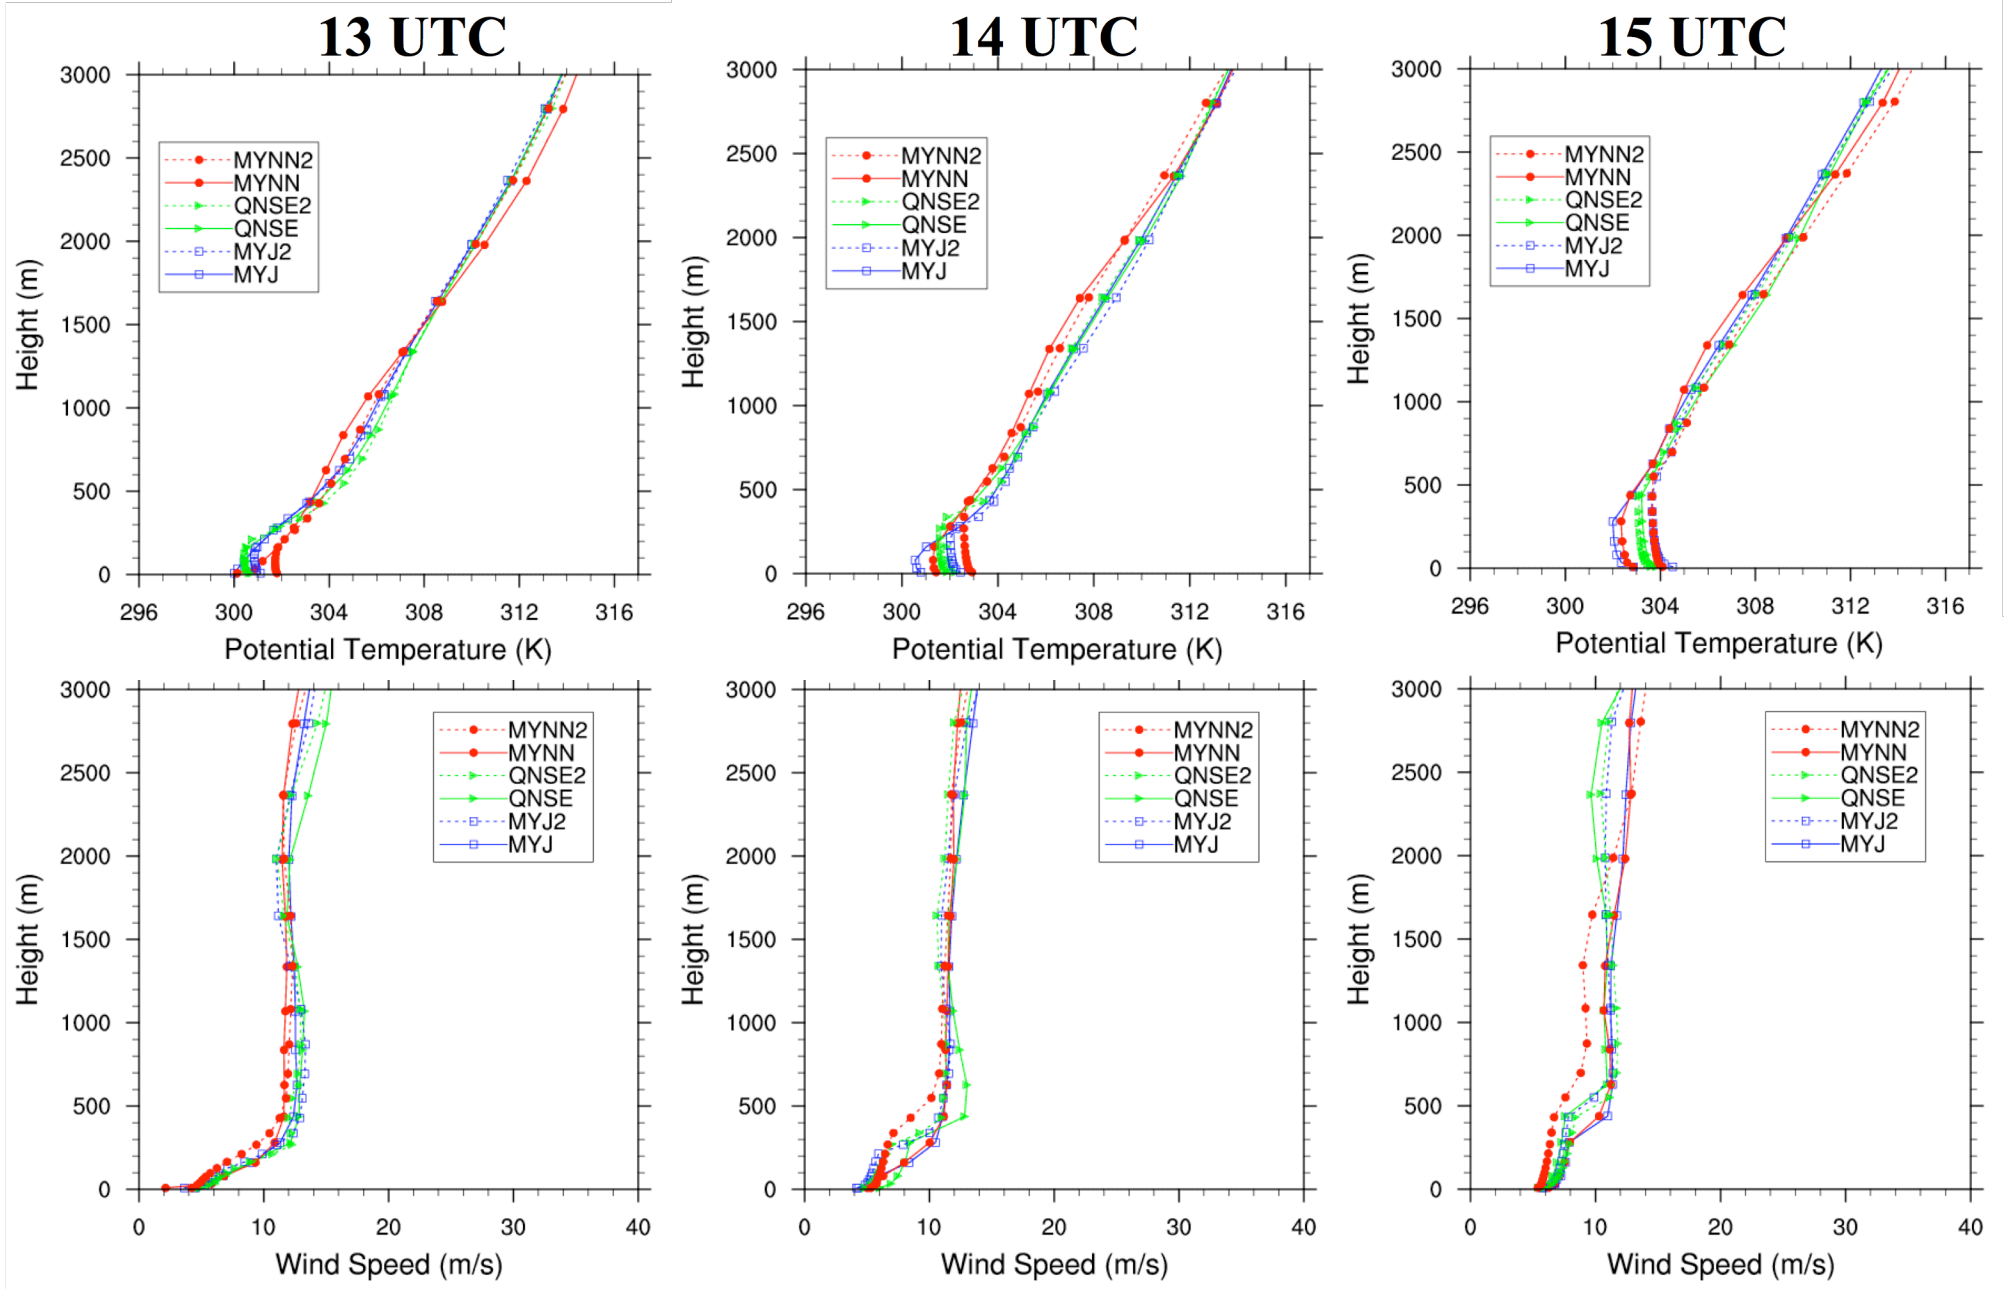 13 UTC
14 UTC
15 UTC
3000
2500
2000
1500
1000
500
0
Height (m)
MYNN2
MYNN
QNSE2
QNSE
MYJ2
MYJ
296 300 304 308 312 316
Potential Temperature (K)
3000
2500
2000
1500
1000
500
0
Height (m)
MYNN2
MYNN
QNSE2
QNSE
MYJ2
MYJ
296 300 304 308 312 316
Potential Temperature (K)
3000
2500
2000
1500
1000
500
0
Height (m)
MYNN2
MYNN
QNSE2
QNSE
MYJ2
MYJ
296 300 304 308 312 316
Potential Temperature (K)
3000
2500
2000
1500
1000
500
0
Height (m)
MYNN2
MYNN
QNSE2
QNSE
MYJ2
MYJ
0 10 20 30 40
Wind Speed (m/s)
3000
2500
2000
1500
1000
500
0
Height (m)
MYNN2
MYNN
QNSE2
QNSE
MYJ2
MYJ
0 10 20 30 40
Wind Speed (m/s)
3000
2500
2000
1500
1000
500
0
Height (m)
MYNN2
MYNN
QNSE2
QNSE
MYJ2
MYJ
0 10 20 30 40
Wind Speed (m/s)